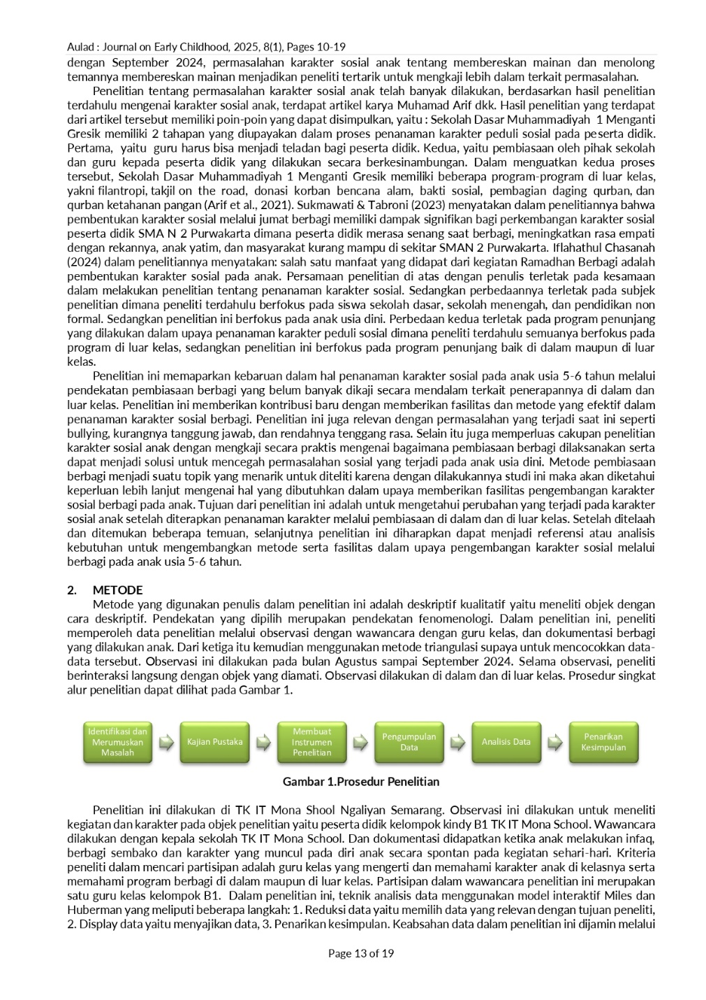 Aulad : Journal on Early Childhood, 2025, 8(1), Pages 10-19
dengan September 2024, permasalahan karakter sosial anak tentang membereskan mainan dan menolong
temannya membereskan mainan menjadikan peneliti tertarik untuk mengkaji lebih dalam terkait permasalahan.
Penelitian tentang permasalahan karakter sosial anak telah banyak dilakukan, berdasarkan hasil penelitian
terdahulu mengenai karakter sosial anak, terdapat artikel karya Muhamad Arif dkk. Hasil penelitian yang terdapat
dari artikel tersebut memiliki poin-poin yang dapat disimpulkan, yaitu : Sekolah Dasar Muhammadiyah 1 Menganti
Gresik memiliki 2 tahapan yang diupayakan dalam proses penanaman karakter peduli sosial pada peserta didik.
Pertama, yaitu guru harus bisa menjadi teladan bagi peserta didik. Kedua, yaitu pembiasaan oleh pihak sekolah
dan guru kepada peserta didik yang dilakukan secara berkesinambungan. Dalam menguatkan kedua proses
tersebut, Sekolah Dasar Muhammadiyah 1 Menganti Gresik memiliki beberapa program-program di luar kelas,
yakni filantropi, takjil on the road, donasi korban bencana alam, bakti sosial, pembagian daging qurban, dan
qurban ketahanan pangan (Arif et al., 2021). Sukmawati & Tabroni (2023) menyatakan dalam penelitiannya bahwa
pembentukan karakter sosial melalui jumat berbagi memiliki dampak signifikan bagi perkembangan karakter sosial
peserta didik SMA N 2 Purwakarta dimana peserta didik merasa senang saat berbagi, meningkatkan rasa empati
dengan rekannya, anak yatim, dan masyarakat kurang mampu di sekitar SMAN 2 Purwakarta. Iflahathul Chasanah
(2024) dalam penelitiannya menyatakan: salah satu manfaat yang didapat dari kegiatan Ramadhan Berbagi adalah
pembentukan karakter sosial pada anak. Persamaan penelitian di atas dengan penulis terletak pada kesamaan
dalam melakukan penelitian tentang penanaman karakter sosial. Sedangkan perbedaannya terletak pada subjek
penelitian dimana peneliti terdahulu berfokus pada siswa sekolah dasar, sekolah menengah, dan pendidikan non
formal. Sedangkan penelitian ini berfokus pada anak usia dini. Perbedaan kedua terletak pada program penunjang
yang dilakukan dalam upaya penanaman karakter peduli sosial dimana peneliti terdahulu semuanya berfokus pada
program di luar kelas, sedangkan penelitian ini berfokus pada program penunjang baik di dalam maupun di luar
kelas.
Penelitian ini memaparkan kebaruan dalam hal penanaman karakter sosial pada anak usia 5-6 tahun melalui
pendekatan pembiasaan berbagi yang belum banyak dikaji secara mendalam terkait penerapannya di dalam dan
luar kelas. Penelitian ini memberikan kontribusi baru dengan memberikan fasilitas dan metode yang efektif dalam
penanaman karakter sosial berbagi. Penelitian ini juga relevan dengan permasalahan yang terjadi saat ini seperti
bullying, kurangnya tanggung jawab, dan rendahnya tenggang rasa. Selain itu juga memperluas cakupan penelitian
karakter sosial anak dengan mengkaji secara praktis mengenai bagaimana pembiasaan berbagi dilaksanakan serta
dapat menjadi solusi untuk mencegah permasalahan sosial yang terjadi pada anak usia dini. Metode pembiasaan
berbagi menjadi suatu topik yang menarik untuk diteliti karena dengan dilakukannya studi ini maka akan diketahui
keperluan lebih lanjut mengenai hal yang dibutuhkan dalam upaya memberikan fasilitas pengembangan karakter
sosial berbagi pada anak. Tujuan dari penelitian ini adalah untuk mengetahui perubahan yang terjadi pada karakter
sosial anak setelah diterapkan penanaman karakter melalui pembiasaan di dalam dan di luar kelas. Setelah ditelaah
dan ditemukan beberapa temuan, selanjutnya penelitian ini diharapkan dapat menjadi referensi atau analisis
kebutuhan untuk mengembangkan metode serta fasilitas dalam upaya pengembangan karakter sosial melalui
berbagi pada anak usia 5-6 tahun.
2. METODE
Metode yang digunakan penulis dalam penelitian ini adalah deskriptif kualitatif yaitu meneliti objek dengan
cara deskriptif. Pendekatan yang dipilih merupakan pendekatan fenomenologi. Dalam penelitian ini, peneliti
memperoleh data penelitian melalui observasi dengan wawancara dengan guru kelas, dan dokumentasi berbagi
yang dilakukan anak. Dari ketiga itu kemudian menggunakan metode triangulasi supaya untuk mencocokkan data-
data tersebut. Observasi ini dilakukan pada bulan Agustus sampai September 2024. Selama observasi, peneliti
berinteraksi langsung dengan objek yang diamati. Observasi dilakukan di dalam dan di luar kelas. Prosedur singkat
alur penelitian dapat dilihat pada Gambar 1.
Identifikasi dan
Merumuskan
Masalah
Kajian Pustaka
Membuat
Instrumen
Penelitian
Pengumpulan
Data
Analisis Data
Penarikan
Kesimpulan
Gambar 1.Prosedur Penelitian
Penelitian ini dilakukan di TK IT Mona Shool Ngaliyan Semarang. Observasi ini dilakukan untuk meneliti
kegiatan dan karakter pada objek penelitian yaitu peserta didik kelompok kindy B1 TK IT Mona School. Wawancara
dilakukan dengan kepala sekolah TK IT Mona School. Dan dokumentasi didapatkan ketika anak melakukan infaq,
berbagi sembako dan karakter yang muncul pada diri anak secara spontan pada kegiatan sehari-hari. Kriteria
peneliti dalam mencari partisipan adalah guru kelas yang mengerti dan memahami karakter anak di kelasnya serta
memahami program berbagi di dalam maupun di luar kelas. Partisipan dalam wawancara penelitian ini merupakan
satu guru kelas kelompok B1. Dalam penelitian ini, teknik analisis data menggunakan model interaktif Miles dan
Huberman yang meliputi beberapa langkah: 1. Reduksi data yaitu memilih data yang relevan dengan tujuan peneliti,
2. Display data yaitu menyajikan data, 3. Penarikan kesimpulan. Keabsahan data dalam penelitian ini dijamin melalui
Page 13 of 19